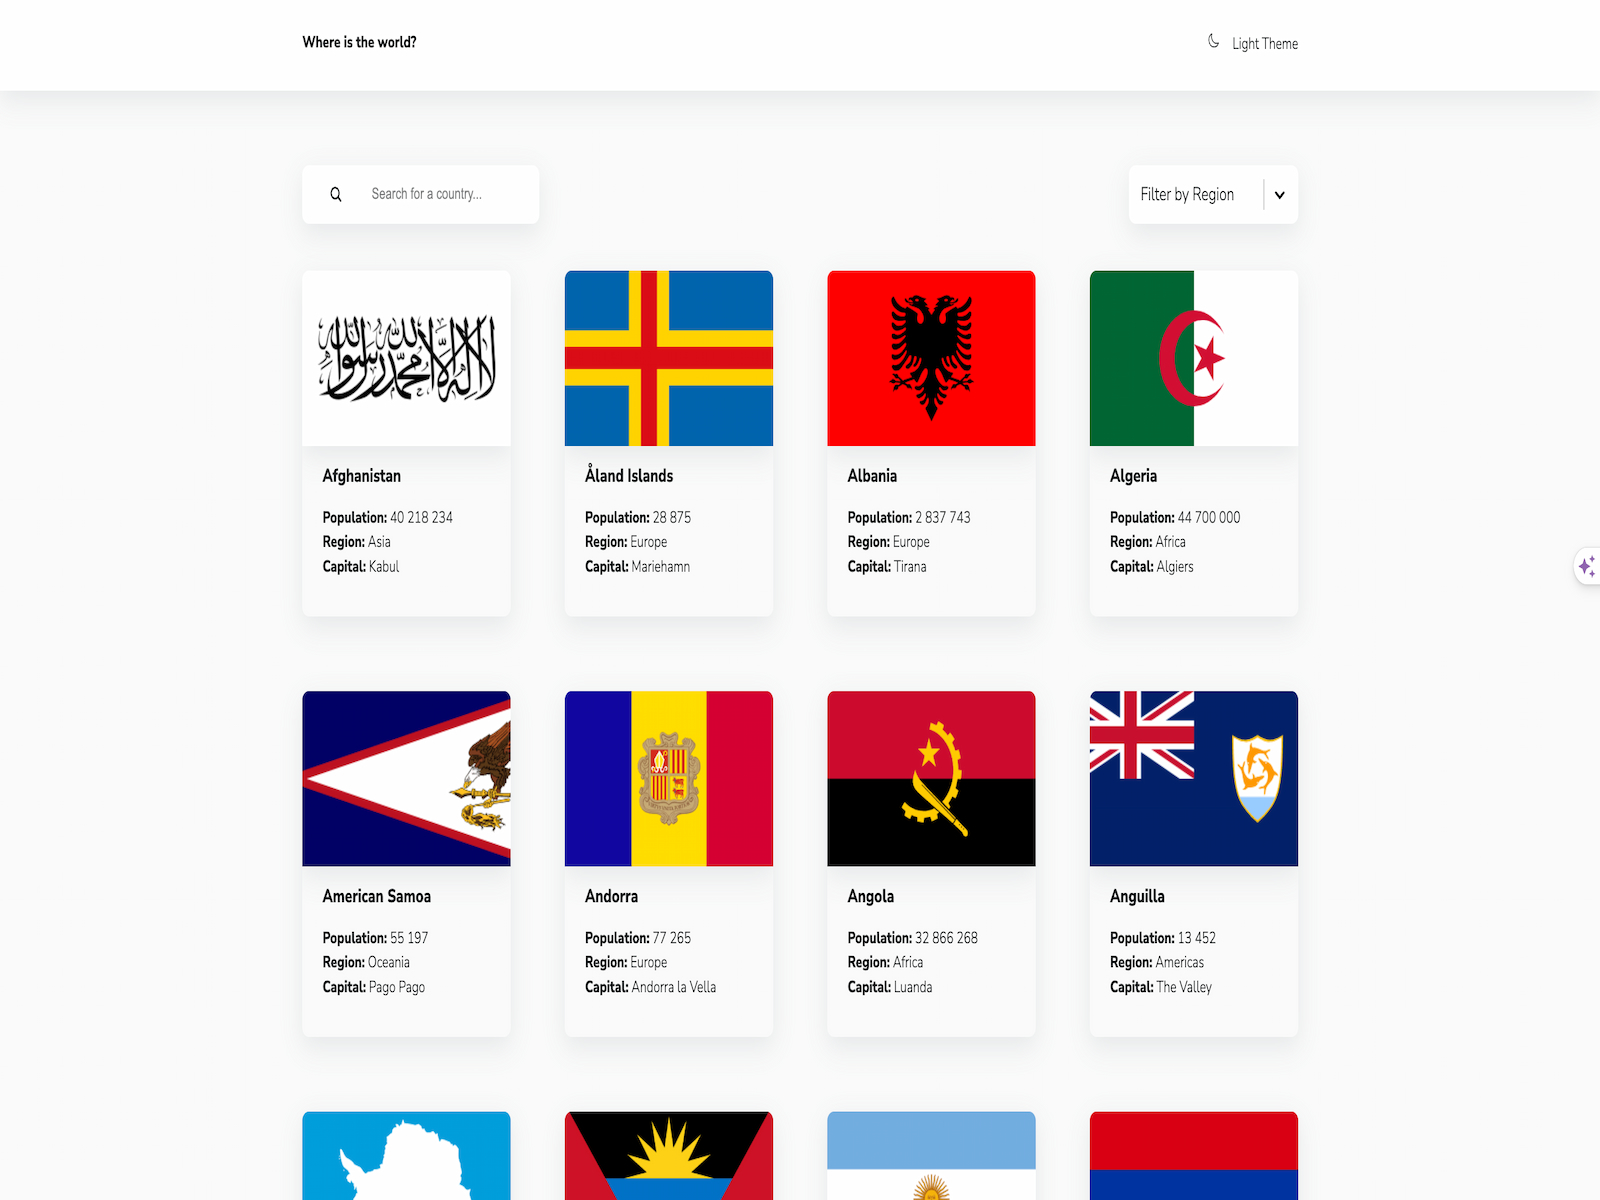 Where is the world?
Light Theme
Search for a country...
Filter by Region
لا إله إلا الله محمد رسول الله
Afghanistan
Population: 40 218 234
Region: Asia
Capital: Kabul
Åland Islands
Population: 28 875
Region: Europe
Capital: Mariehamn
Albania
Population: 2 837 743
Region: Europe
Capital: Tirana
Algeria
Population: 44 700 000
Region: Africa
Capital: Algiers
American Samoa
Population: 55 197
Region: Oceania
Capital: Pago Pago
Andorra
Population: 77 265
Region: Europe
Capital: Andorra la Vella
Angola
Population: 32 866 268
Region: Africa
Capital: Luanda
Anguilla
Population: 13 452
Region: Americas
Capital: The Valley